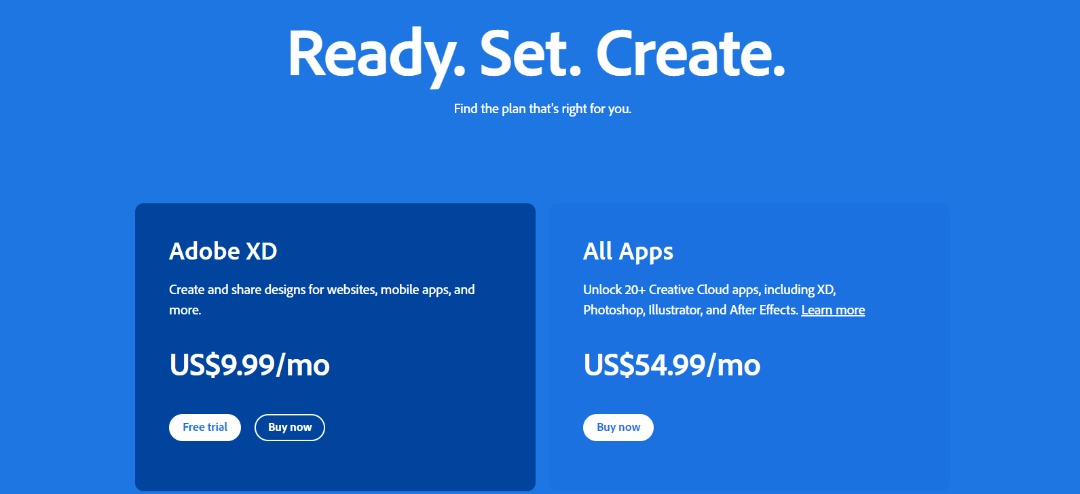 Ready. Set. Create.
Find the plan that's right for you.
Adobe XD
Create and share designs for websites, mobile apps, and
more.
US$9.99/mo
Free trial
Buy now
All Apps
Unlock 20+ Creative Cloud apps, including XD,
Photoshop, Illustrator, and After Effects. Learn more
US$54.99/mo
Buy now